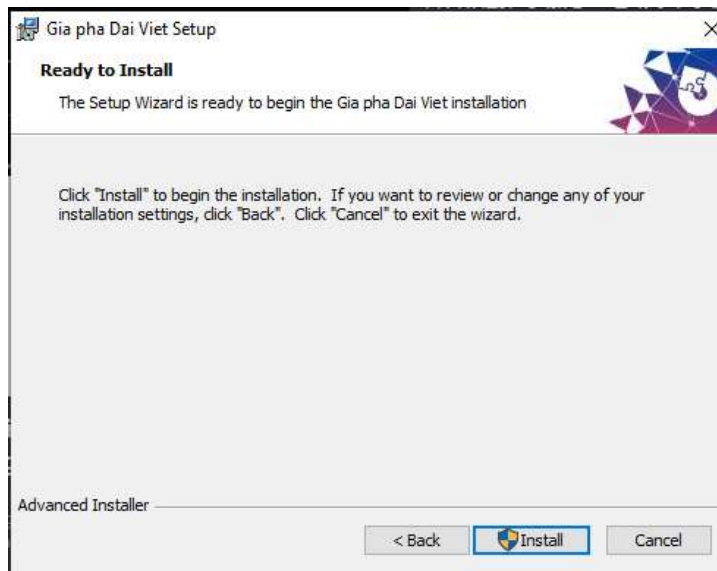 Gia pha Dai Viet Setup
Ready to Install
The Setup Wizard is ready to begin the Gia pha Dai Viet installation
Click "Install" to begin the installation. If you want to review or change any of your
installation settings, click "Back". Click "Cancel" to exit the wizard.
Advanced Installer
< Back
Install
Cancel